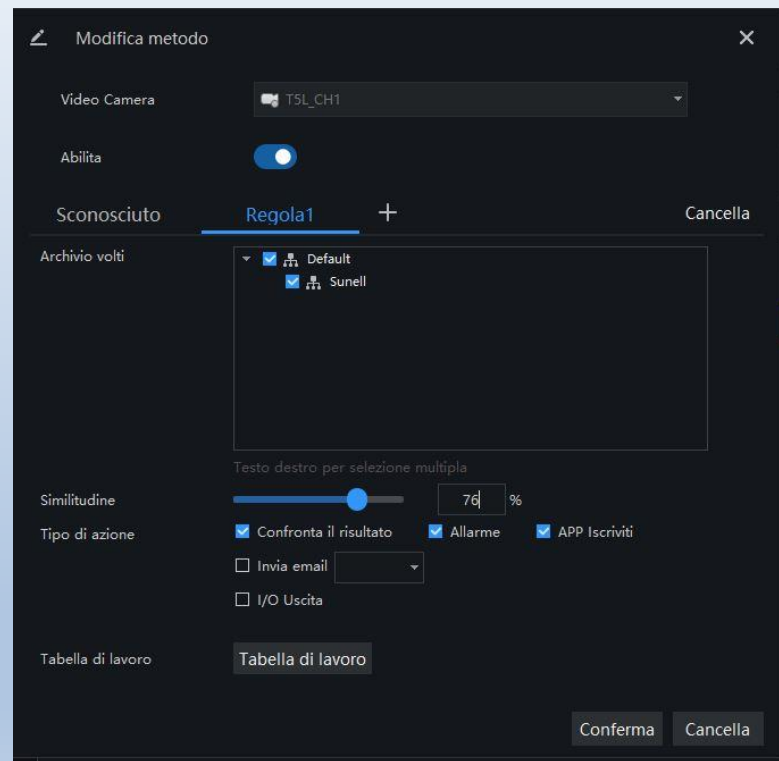 Modifica metodo
Video Camera T5L_CH1
Abilita
Sconosciuto Regola1 + Cancella
Archivio volti
Default
Sunell
Testo destro per selezione multipla
Similitudine 76 %
Tipo di azione Confronta il risultato Allarme APP Iscriviti
Invia email
I/O Uscita
Tabella di lavoro Tabella di lavoro
Conferma Cancella